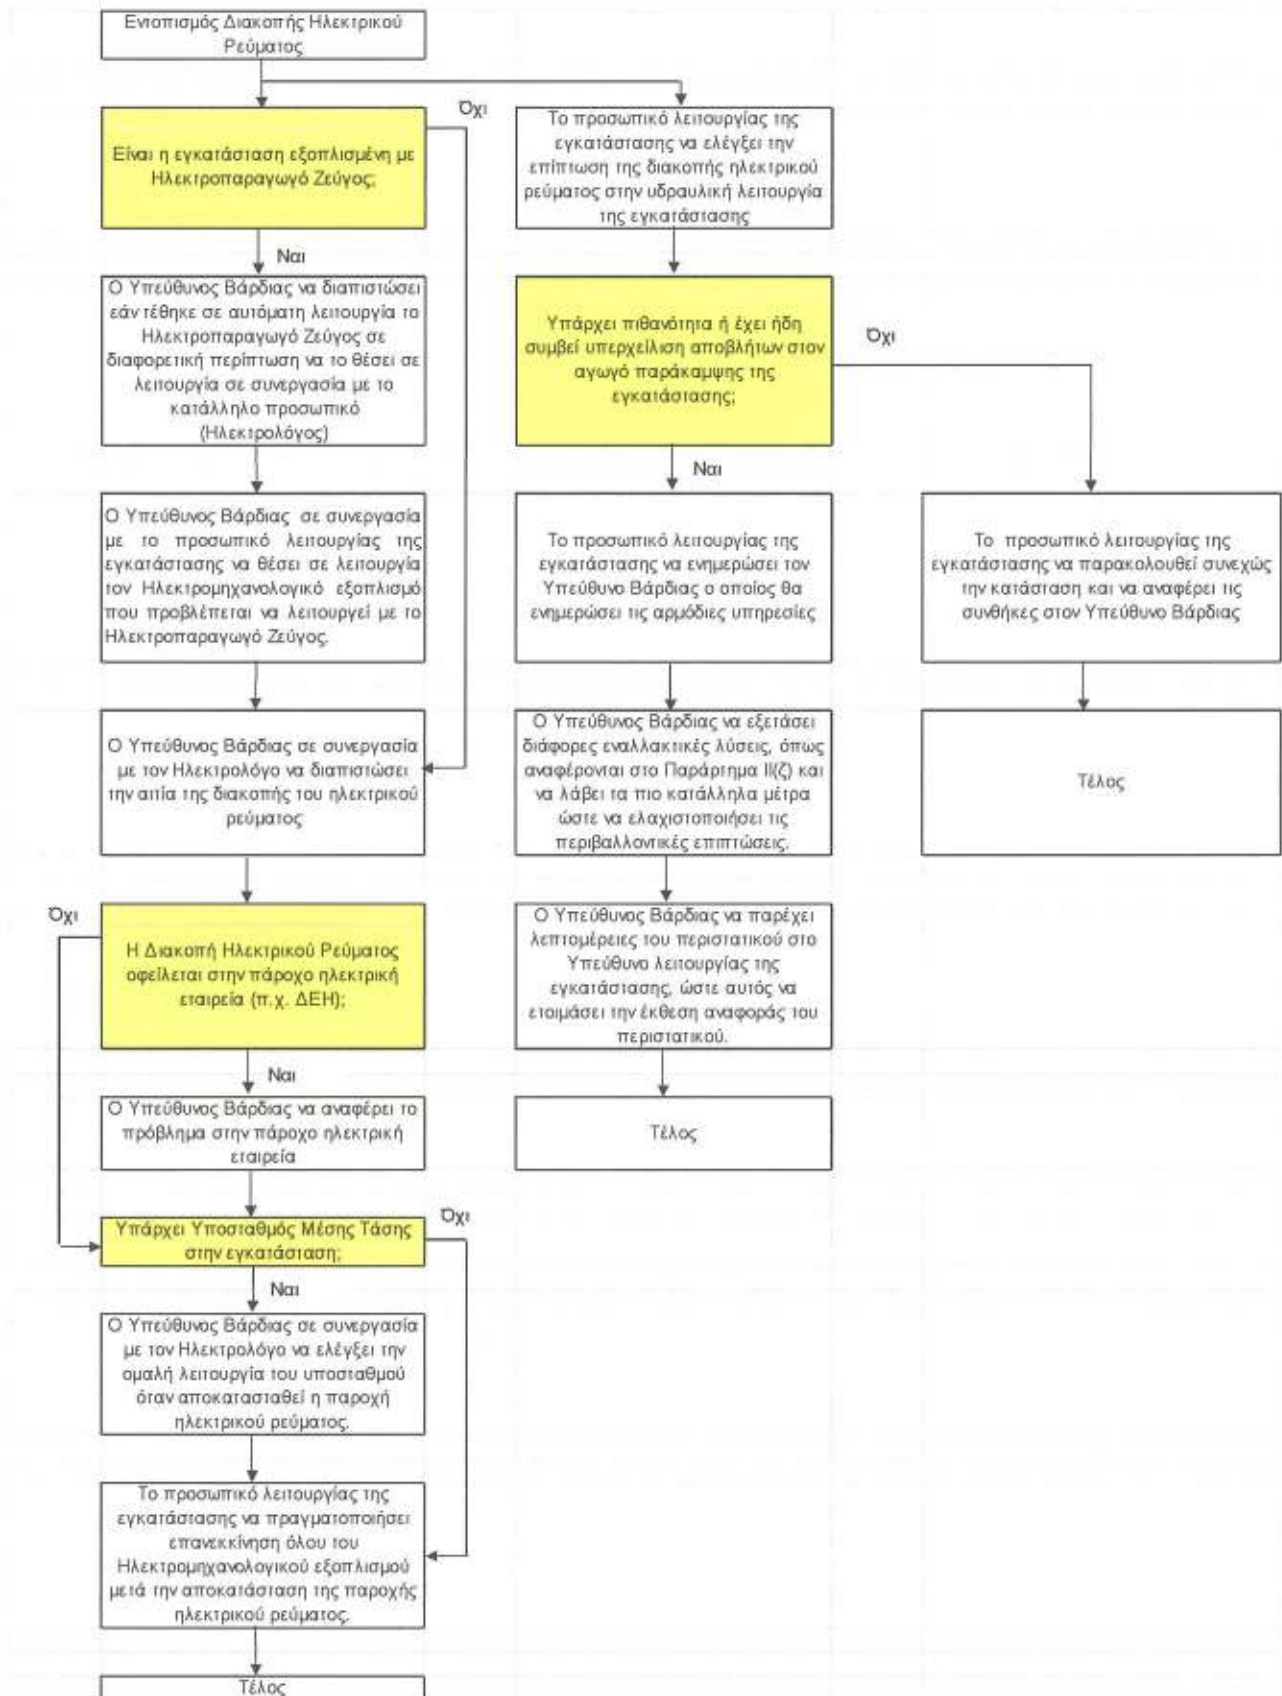 Εντοπισμός Διακοπής Ηλεκτρικού
Ρεύματος
Είναι η εγκατάσταση εξοπλισμένη με
Ηλεκτροπαραγωγό Ζεύγος;
Όχι
Ναι
Ο Υπεύθυνος Βάρδιας να διαπιστώσει
εάν τέθηκε σε αυτόματη λειτουργία το
Ηλεκτροπαραγωγό Ζεύγος σε
διαφορετική περίπτωση να το θέσει σε
λειτουργία σε συνεργασία με το
κατάλληλο προσωπικό
(Ηλεκτρολόγος)
Ο Υπεύθυνος Βάρδιας σε συνεργασία
με το προσωπικό λειτουργίας της
εγκατάστασης να θέσει σε λειτουργία
τον Ηλεκτρομηχανολογικό εξοπλισμό
που προβλέπεται να λειτουργεί με το
Ηλεκτροπαραγωγό Ζεύγος.
Ο Υπεύθυνος Βάρδιας σε συνεργασία
με τον Ηλεκτρολόγο να διαπιστώσει
την αιτία της διακοπής του ηλεκτρικού
ρεύματος
Όχι
Η Διακοπή Ηλεκτρικού Ρεύματος
οφείλεται στην πάροχο ηλεκτρική
εταιρεία (π.χ. ΔΕΗ);
Ναι
Ο Υπεύθυνος Βάρδιας να αναφέρει το
πρόβλημα στην πάροχο ηλεκτρική
εταιρεία
Υπάρχει Υποσταθμός Μέσης Τάσης
στην εγκατάσταση;
Όχι
Ναι
Ο Υπεύθυνος Βάρδιας σε συνεργασία
με τον Ηλεκτρολόγο να ελέγξει την
ομαλή λειτουργία του υποσταθμού
όταν αποκατασταθεί η παροχή
ηλεκτρικού ρεύματος.
Το προσωπικό λειτουργίας της
εγκατάστασης να πραγματοποιήσει
επανεκκίνηση όλου του
Ηλεκτρομηχανολογικού εξοπλισμού
μετά την αποκατάσταση της παροχής
ηλεκτρικού ρεύματος.
Τέλος
Το προσωπικό λειτουργίας της
εγκατάστασης να ελέγξει την
επίπτωση της διακοπής ηλεκτρικού
ρεύματος στην υδραυλική λειτουργία
της εγκατάστασης
Υπάρχει πιθανότητα ή έχει ήδη
συμβεί υπερχείλιση αποβλήτων στον
αγωγό παράκαμψης της
εγκατάστασης;
Όχι
Ναι
Το προσωπικό λειτουργίας της
εγκατάστασης να ενημερώσει τον
Υπεύθυνο Βάρδιας ο οποίος θα
ενημερώσει τις αρμόδιες υπηρεσίες
Ο Υπεύθυνος Βάρδιας να εξετάσει
διάφορες εναλλακτικές λύσεις, όπως
αναφέρονται στο Παράρτημα ΙΙ(ζ) και
να λάβει τα πιο κατάλληλα μέτρα
ώστε να ελαχιστοποιήσει τις
περιβαλλοντικές επιπτώσεις.
Ο Υπεύθυνος Βάρδιας να παρέχει
λεπτομέρειες του περιστατικού στο
Υπεύθυνο λειτουργίας της
εγκατάστασης, ώστε αυτός να
ετοιμάσει την έκθεση αναφοράς του
περιστατικού.
Τέλος
Το προσωπικό λειτουργίας της
εγκατάστασης να παρακολουθεί συνεχώς
την κατάσταση και να αναφέρει τις
συνθήκες στον Υπεύθυνο Βάρδιας
Τέλος